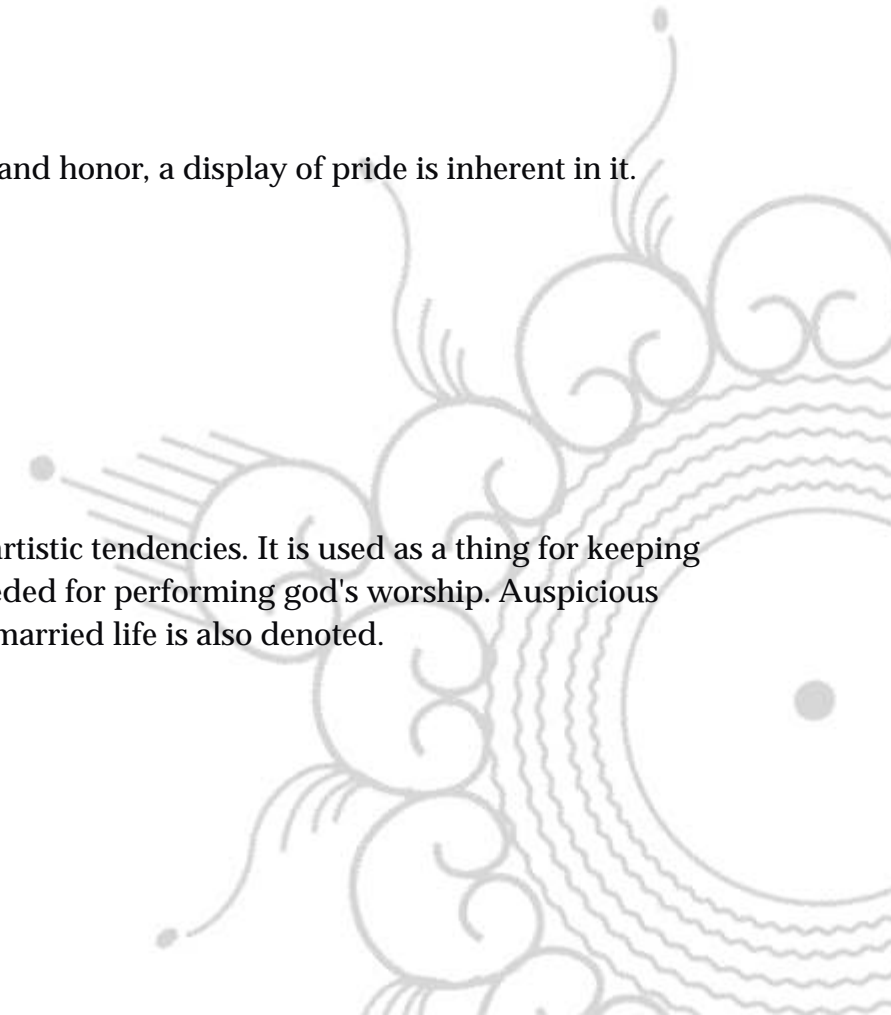 and honor, a display of pride is inherent in it.
artistic tendencies. It is used as a thing for keeping
ded for performing god's worship. Auspicious
married life is also denoted.